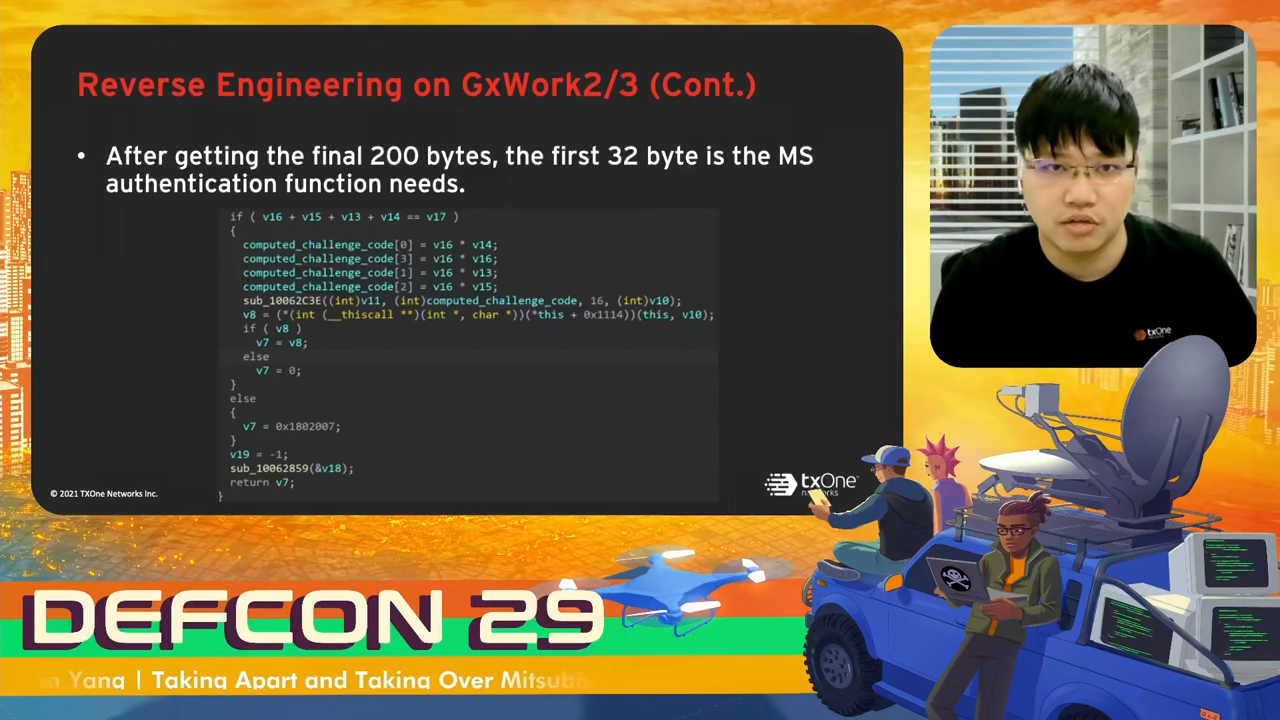 Reverse Engineering on GxWork2/3 (Cont.)
• After getting the final 200 bytes, the first 32 byte is the MS
authentication function needs.
if ( v16 + v15 + v13 + v14 == v17 )
{
computed_challenge_code[0] = v16 * v14;
computed_challenge_code[3] = v16 * v16;
computed_challenge_code[1] = v16 * v13;
computed_challenge_code[2] = v16 * v15;
sub_10062C3E((int)v11, (int)computed_challenge_code, 16, (int)v10);
v8 = (*(int (__thiscall **)(int *, char *))(*this + 0x1114))(this, v10);
if ( v8 )
v7 = v8;
else
v7 = 0;
}
else
{
v7 = 0x1802007;
}
v19 = -1;
sub_10062859(&v18);
return v7;
}
© 2021 TXOne Networks Inc.
txOne
networks
txOne
DEFCON 29
Yang | Taking Apart and Taking Over